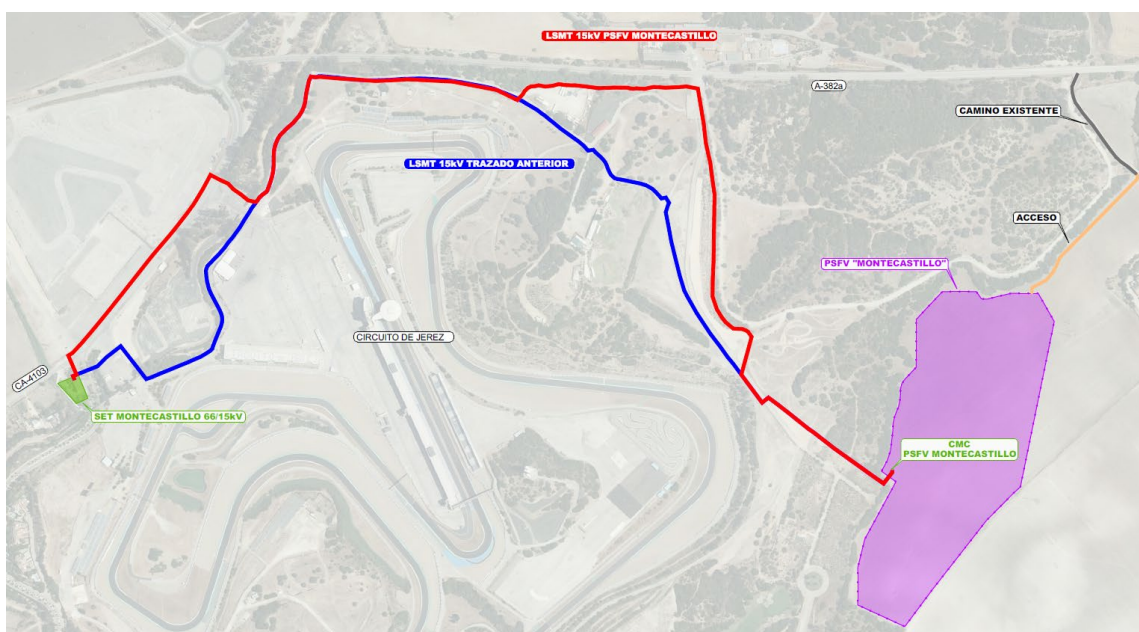 LSMT 15kV PSFV MONTECASTILLO
A-382a
CAMINO EXISTENTE
LSMT 15kV TRAZADO ANTERIOR
ACCESO
PSFV "MONTECASTILLO"
CIRCUITO DE JEREZ
CA-4103
SET MONTECASTILLO 66/15kV
CMC
PSFV MONTECASTILLO